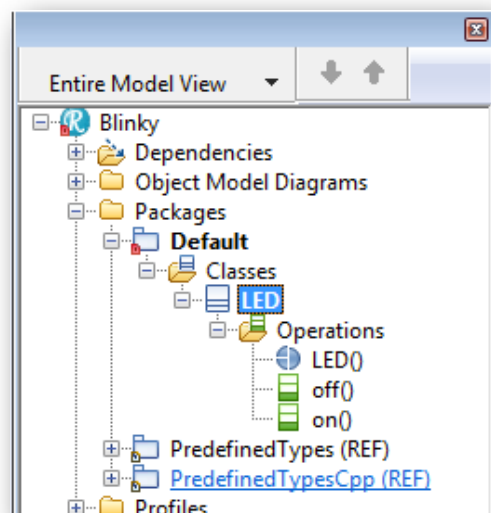 Entire Model View
Blinky
Dependencies
Object Model Diagrams
Packages
Default
Classes
LED
Operations
LED()
off()
on()
PredefinedTypes (REF)
PredefinedTypesCpp (REF)
Profiles